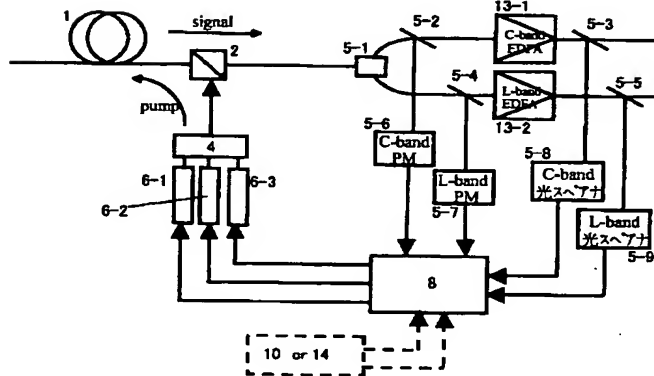 1
signal
2
5-1
5-2
13-1
C-band
EDFA
5-3
5-4
L-band
EDFA
13-2
5-5
pump
4
5-6
C-band
PM
5-8
C-band
光スペアナ
6-1
6-3
6-2
L-band
PM
5-7
L-band
光スペアナ
5-9
8
10 or 14